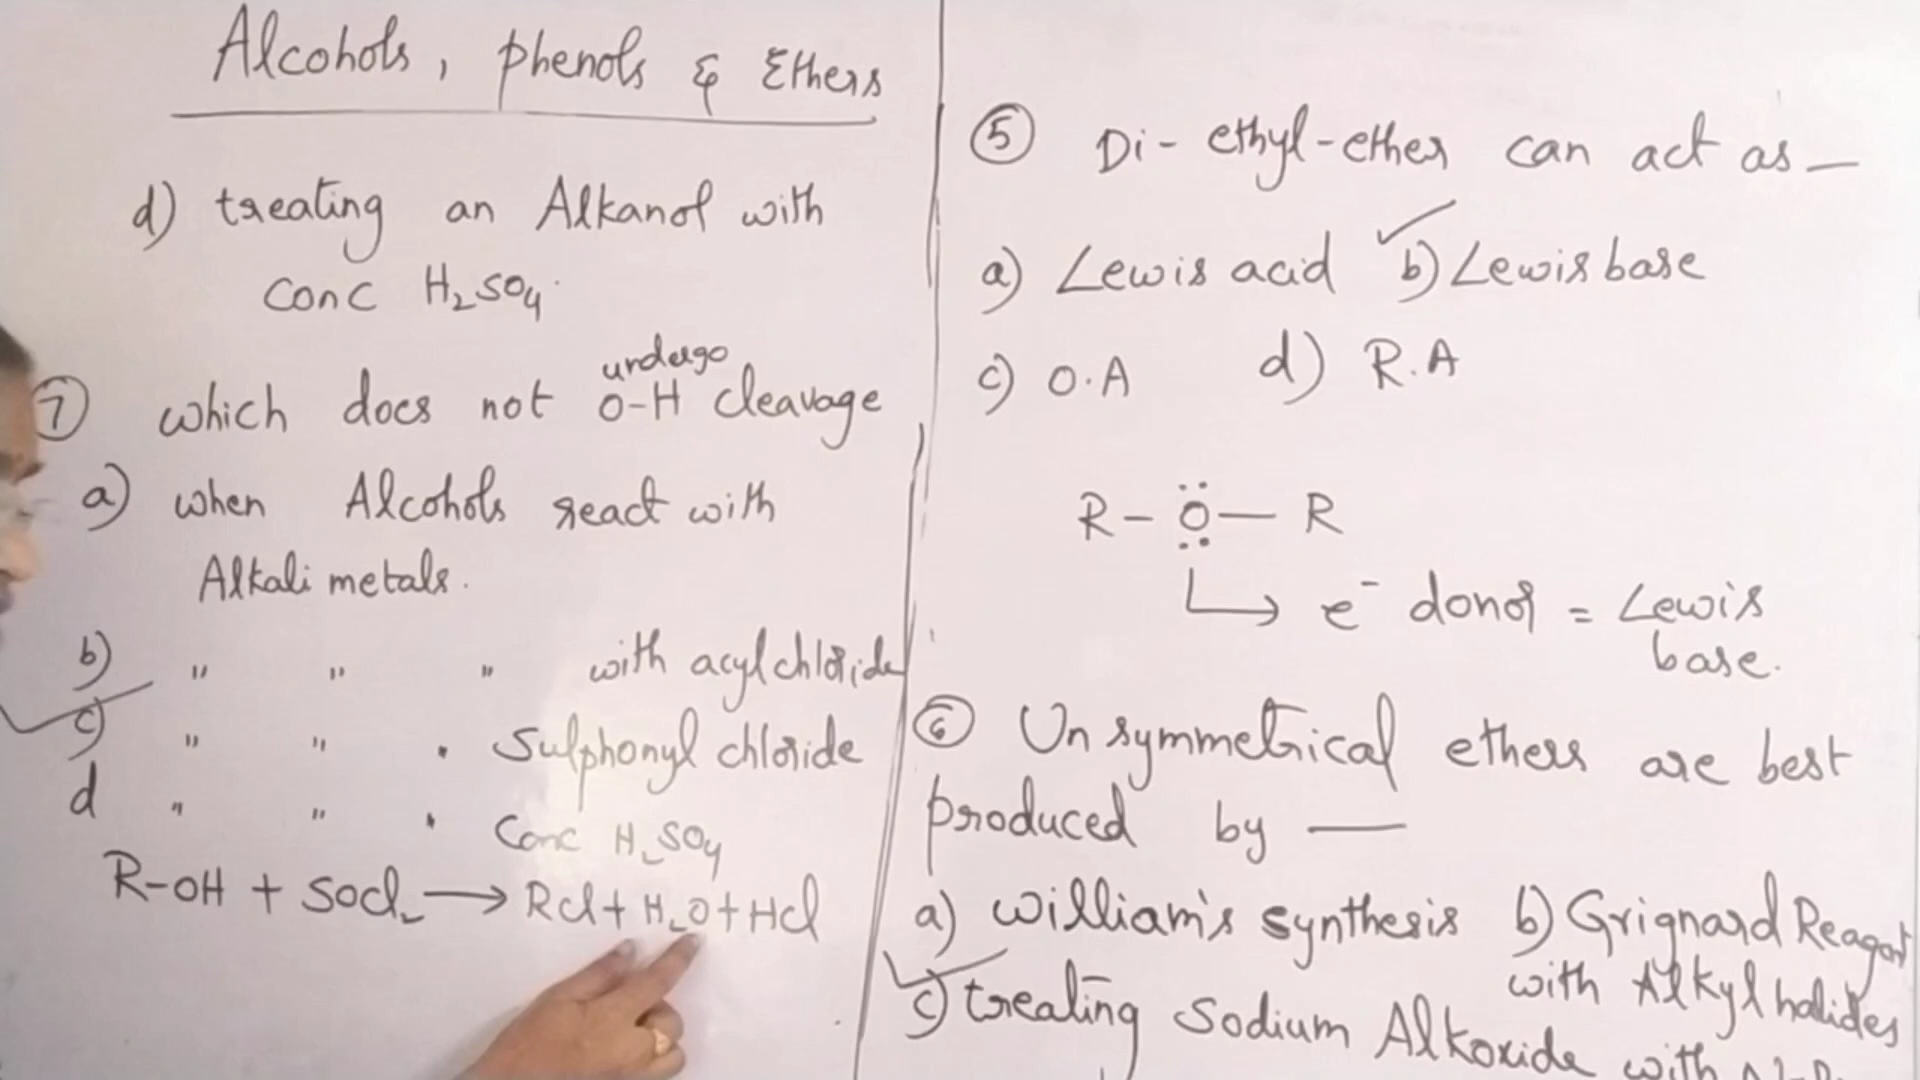 Alcohols, phenols & Ethers
d) treating an Alkanol with
conc H₂SO₄.
⑦ which does not undergo O-H cleavage
a) when Alcohols react with
Alkali metals.
b) " " " with acylchloride
c) " " " Sulphonyl chloride
d " " " Conc H₂SO₄
R-OH + SOCl₂ → RCl + H₂O + HCl
⑤ Di-ethyl-ether can act as —
a) Lewis acid b) Lewis base
c) O.A d) R.A
R-O-R
e⁻ donor = Lewis
base.
⑥ Unsymmetrical ethers are best
produced by —
a) william's synthesis b) Grignard Reagent
with Alkyl halides
c) treating Sodium Alkoxide with